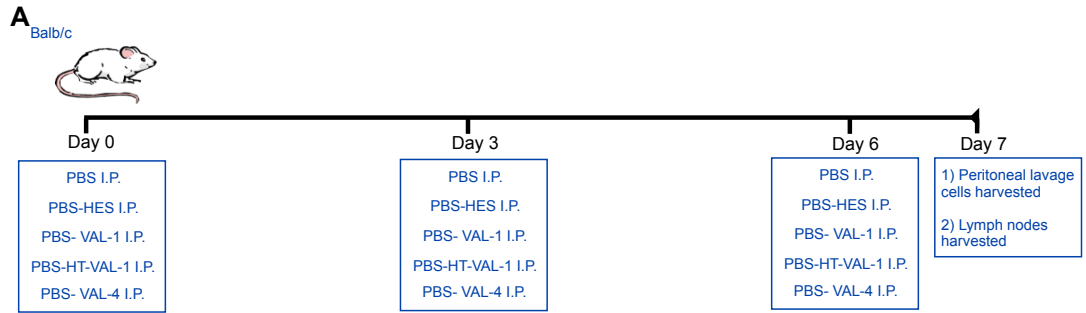 A
Balb/c
Day 0
Day 3
Day 6
Day 7
PBS I.P.
PBS-HES I.P.
PBS- VAL-1 I.P.
PBS-HT-VAL-1 I.P.
PBS- VAL-4 I.P.
PBS I.P.
PBS-HES I.P.
PBS- VAL-1 I.P.
PBS-HT-VAL-1 I.P.
PBS- VAL-4 I.P.
PBS I.P.
PBS-HES I.P.
PBS- VAL-1 I.P.
PBS-HT-VAL-1 I.P.
PBS- VAL-4 I.P.
1) Peritoneal lavage
cells harvested
2) Lymph nodes
harvested